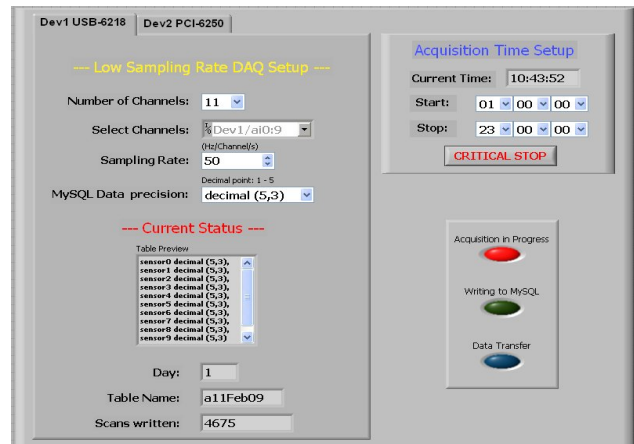 Dev1 USB-6218
Dev2 PCI-6250
--- Low Sampling Rate DAQ Setup ---
Number of Channels: 11
Select Channels: Dev1/ai0:9
(Hz/Channel/s)
Sampling Rate: 50
Decimal point: 1 - 5
MySQL Data precision: decimal (5,3)
--- Current Status ---
Table Preview
sensor0 decimal (5,3),
sensor1 decimal (5,3),
sensor2 decimal (5,3),
sensor3 decimal (5,3),
sensor4 decimal (5,3),
sensor5 decimal (5,3),
sensor6 decimal (5,3),
sensor7 decimal (5,3),
sensor8 decimal (5,3),
sensor9 decimal (5,3),
Day: 1
Table Name: a11Feb09
Scans written: 4675
Acquisition Time Setup
Current Time: 10:43:52
Start: 01 00 00
Stop: 23 00 00
CRITICAL STOP
Acquisition in Progress
Writing to MySQL
Data Transfer